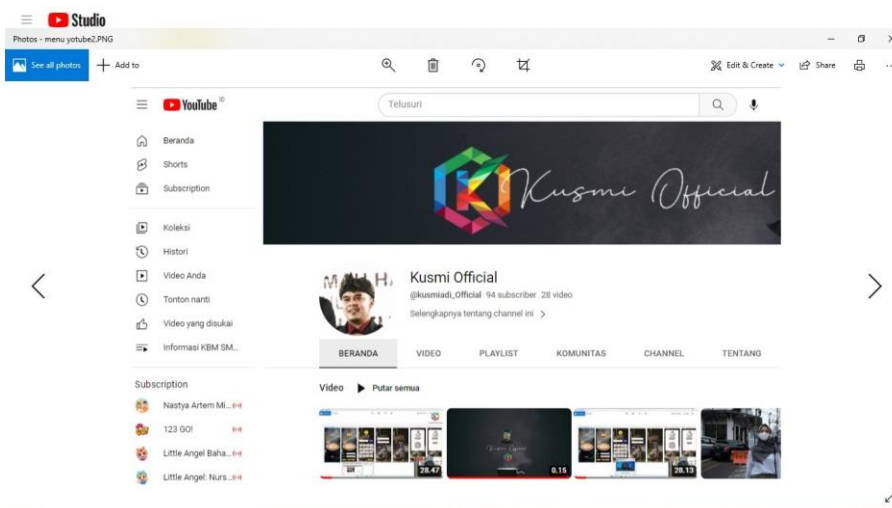 Studio
Photos - menu yotube2.PNG
See all photos
Add to
Edit & Create
Share
YouTube ID
Telusuri
Beranda
Shorts
Subscription
Koleksi
Histori
Video Anda
Tonton nanti
Video yang disukai
Informasi KBM SM...
Subscription
Nastya Artem Mi...
123 GO!
Little Angel Baha...
Little Angel: Nurs...
Kusmi Official
Kusmi Official
@kusmiadi_Official 94 subscriber 28 video
Selengkapnya tentang channel ini >
BERANDA VIDEO PLAYLIST KOMUNITAS CHANNEL TENTANG
Video Putar semua
28.47
0.15
28.13